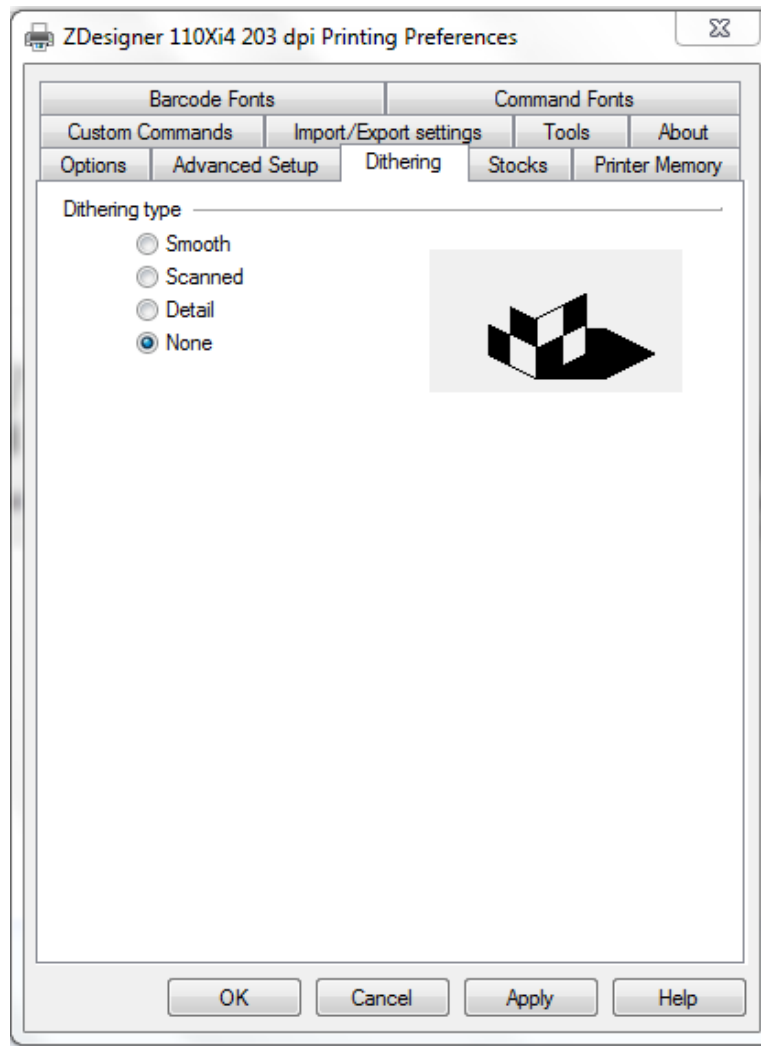 ZDesigner 110Xi4 203 dpi Printing Preferences
Barcode Fonts Command Fonts
Custom Commands Import/Export settings Tools About
Options Advanced Setup Dithering Stocks Printer Memory
Dithering type
Smooth
Scanned
Detail
None
OK Cancel Apply Help